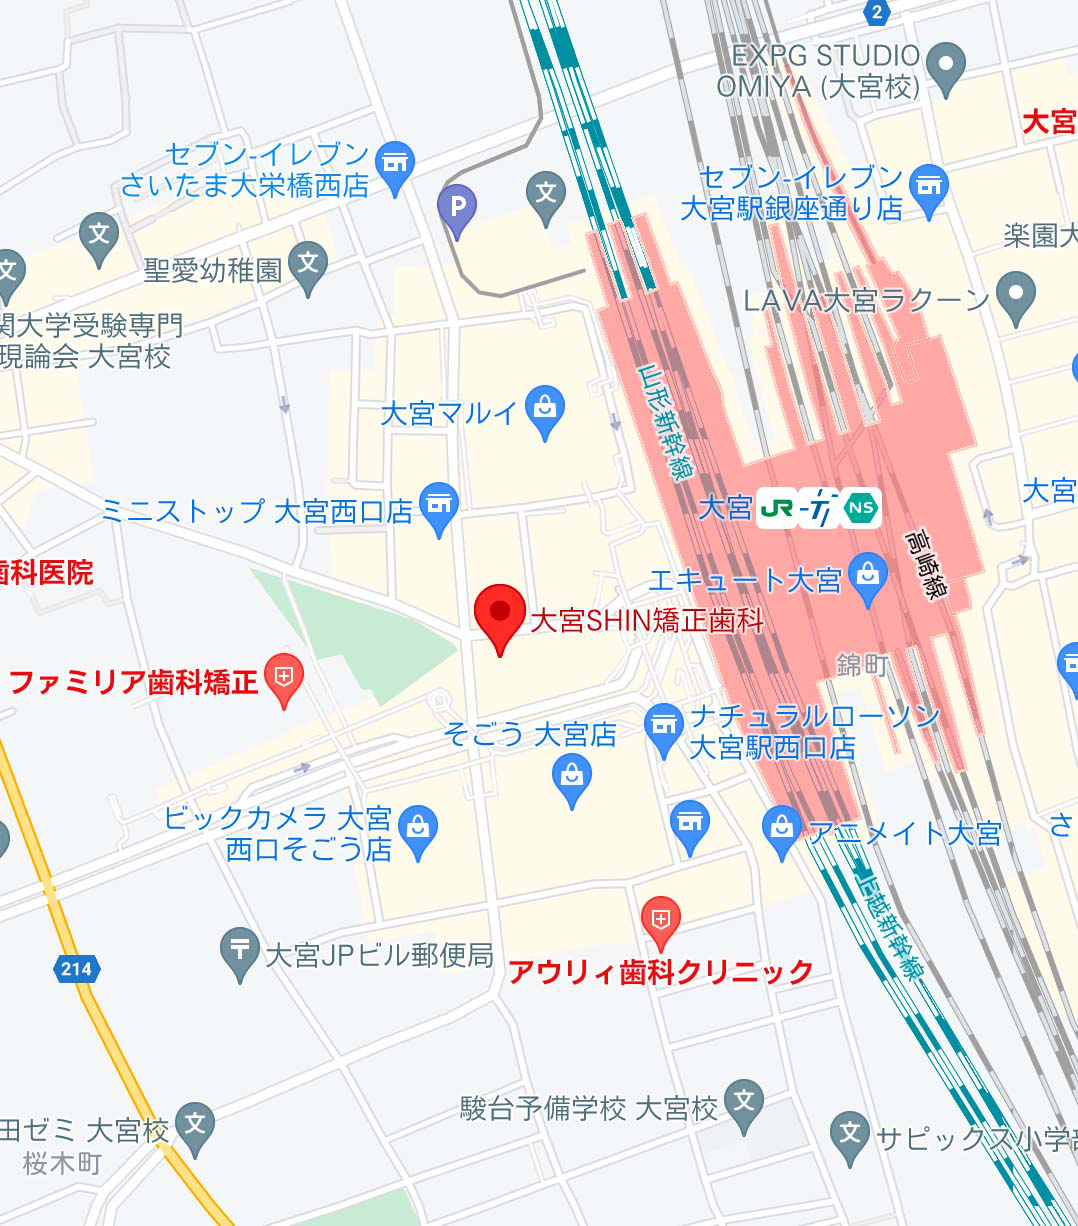 2
EXPG STUDIO
OMIYA (大宮校)
大宮
セブン-イレブン
さいたま大栄橋西店
P
文
セブン-イレブン
大宮駅銀座通り店
文
文
聖愛幼稚園
文
楽園大
LAVA大宮ラクーン
関大学受験専門
現論会 大宮校
山形新幹線
大宮マルイ
ミニストップ 大宮西口店
大宮
JR
NS
大宮
歯科医院
エキュート大宮
高崎線
大宮SHIN矯正歯科
錦町
ファミリア歯科矯正
そごう 大宮店
ナチュラルローソン
大宮駅西口店
ビックカメラ 大宮
西口そごう店
アニメイト大宮
さ
上越新幹線
大宮JPビル郵便局
214
アウリィ歯科クリニック
駿台予備学校 大宮校
文
田ゼミ 大宮校
文
桜木町
文
サピックス小学部